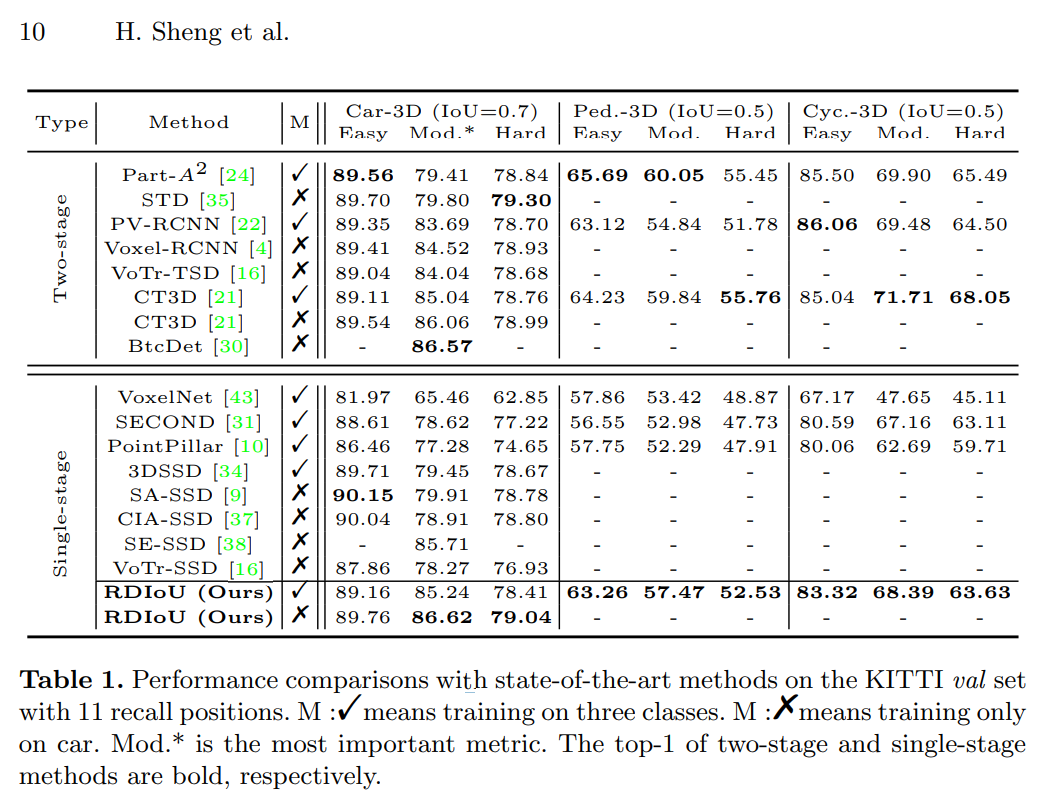 10 H. Sheng et al.
Type Method M Car-3D (IoU=0.7) Ped.-3D (IoU=0.5) Cyc.-3D (IoU=0.5)
Easy Mod.* Hard Easy Mod. Hard Easy Mod. Hard
Two-stage
Part-A² [24] ✓ 89.56 79.41 78.84 65.69 60.05 55.45 85.50 69.90 65.49
STD [35] ✗ 89.70 79.80 79.30 - - - - - -
PV-RCNN [22] ✓ 89.35 83.69 78.70 63.12 54.84 51.78 86.06 69.48 64.50
Voxel-RCNN [4] ✗ 89.41 84.52 78.93 - - - - - -
VoTr-TSD [16] ✗ 89.04 84.04 78.68 - - - - - -
CT3D [21] ✓ 89.11 85.04 78.76 64.23 59.84 55.76 85.04 71.71 68.05
CT3D [21] ✗ 89.54 86.06 78.99 - - - - - -
BtcDet [30] ✗ - 86.57 - - - - - -
Single-stage
VoxelNet [43] ✓ 81.97 65.46 62.85 57.86 53.42 48.87 67.17 47.65 45.11
SECOND [31] ✓ 88.61 78.62 77.22 56.55 52.98 47.73 80.59 67.16 63.11
PointPillar [10] ✓ 86.46 77.28 74.65 57.75 52.29 47.91 80.06 62.69 59.71
3DSSD [34] ✓ 89.71 79.45 78.67 - - - - - -
SA-SSD [9] ✗ 90.15 79.91 78.78 - - - - - -
CIA-SSD [37] ✗ 90.04 78.91 78.80 - - - - - -
SE-SSD [38] ✗ - 85.71 - - - - - - -
VoTr-SSD [16] ✗ 87.86 78.27 76.93 - - - - - -
RDIoU (Ours) ✓ 89.16 85.24 78.41 63.26 57.47 52.53 83.32 68.39 63.63
RDIoU (Ours) ✗ 89.76 86.62 79.04 - - - - - -
Table 1. Performance comparisons with state-of-the-art methods on the KITTI val set
with 11 recall positions. M :✓means training on three classes. M :✗means training only
on car. Mod.* is the most important metric. The top-1 of two-stage and single-stage
methods are bold, respectively.